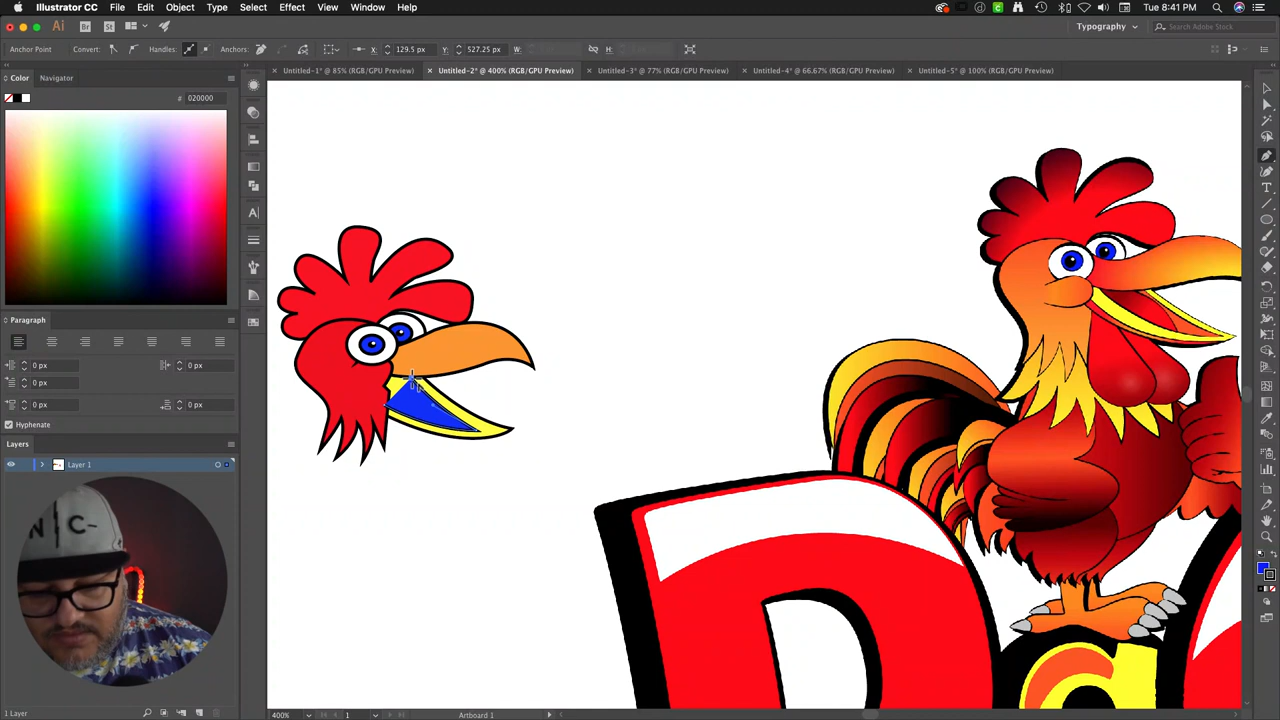 Illustrator CC File Edit Object Type Select Effect View Window Help
Tue 8:41 PM
Ai Br St
Typography
Search Adobe Stock
Anchor Point Convert: Handles: Anchors: X: 129.5 px Y: 527.25 px W: H:
Color Navigator
Untitled-1* @ 85% (RGB/GPU Preview) Untitled-2* @ 400% (RGB/GPU Preview) Untitled-3* @ 77% (RGB/GPU Preview) Untitled-4* @ 66.67% (RGB/GPU Preview) Untitled-5* @ 100% (RGB/GPU Preview)
# 020000
Paragraph
0 px 0 px
0 px
0 px 0 px
Hyphenate
Layers
Layer 1
N C-
1 Layer
400% 1 Artboard 1